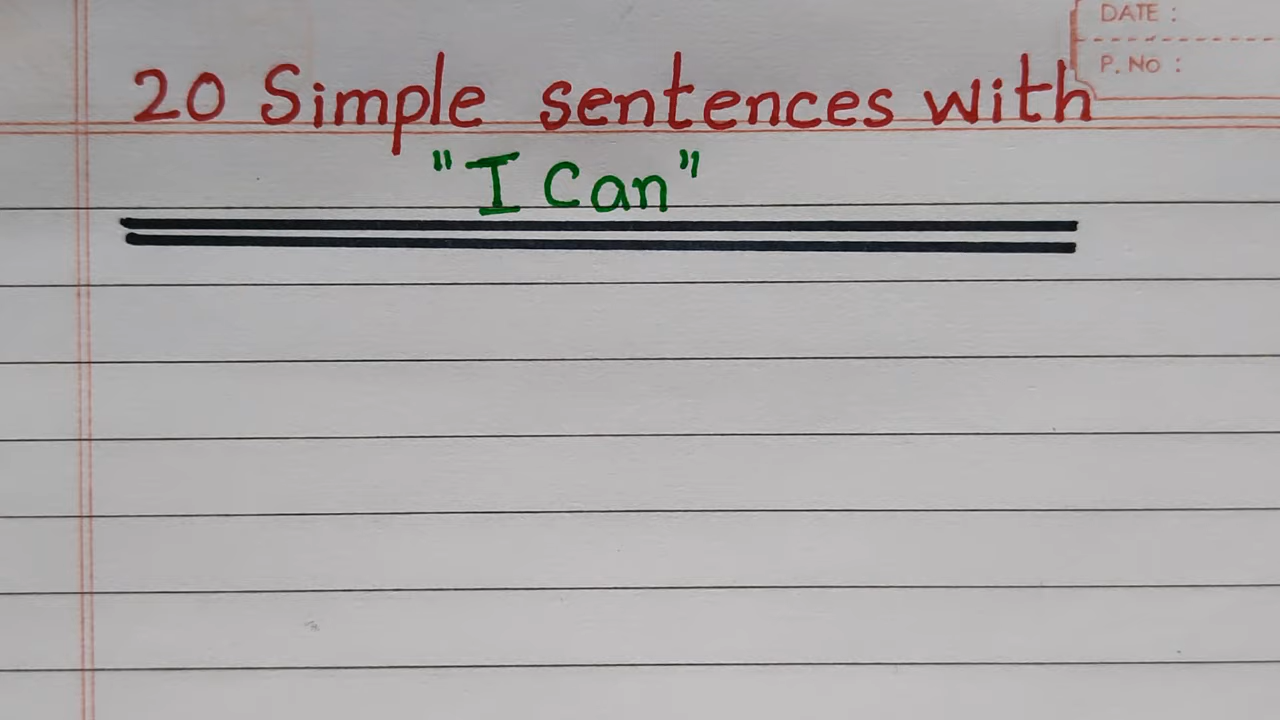 DATE :
P. No :
20 Simple sentences with
"I Can"